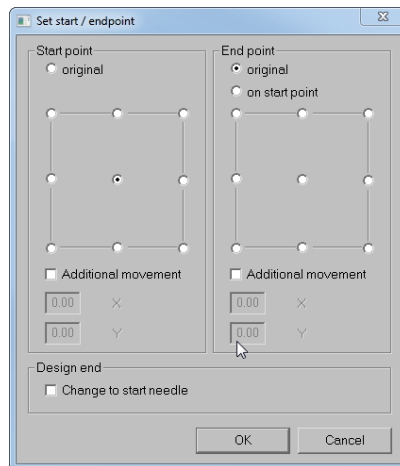 Set start / endpoint
Start point
original
Additional movement
0.00 X
0.00 Y
End point
original
on start point
Additional movement
0.00 X
0.00 Y
Design end
Change to start needle
OK Cancel